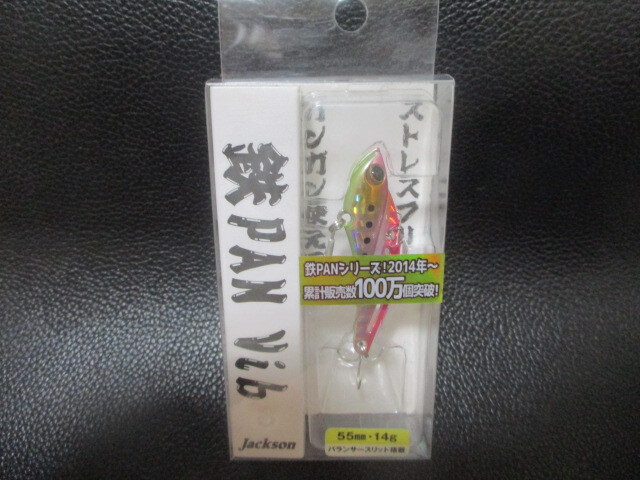 鉄PAN Vib
Jackson
ストレスフリ
ガンガン使え
鉄PANシリーズ!2014年〜
累計販売数100万個突破!
55mm・14g
バランサースリット搭載